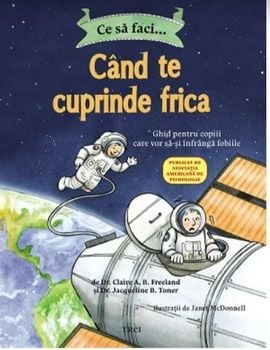 Ce să faci...
Când te
cuprinde frica
Ghid pentru copiii
care vor să-și înfrângă fobiile
PUBLICAT DE
ASOCIAȚIA
AMERICANĂ DE
PSIHOLOGIE
de Dr. Claire A. B. Freeland
și Dr. Jacqueline B. Toner
Ilustrații de Janet McDonnell
TREI